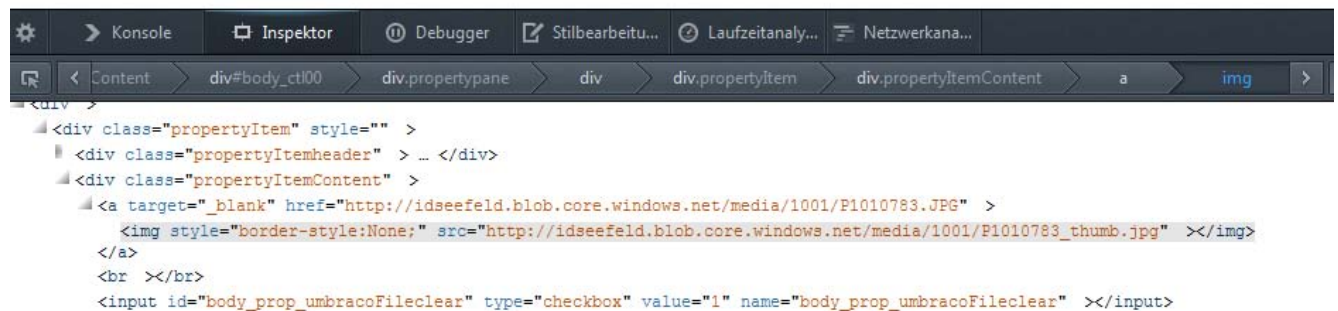 Konsole Inspektor Debugger Stilbearbeitu... Laufzeitanaly... Netzwerkana...
Content div#body_ctl00 div.propertypane div div.propertyItem div.propertyItemContent a img
<div >
<div class="propertyItem" style="" >
<div class="propertyItemheader" > … </div>
<div class="propertyItemContent" >
<a target="_blank" href="http://idseefeld.blob.core.windows.net/media/1001/P1010783.JPG" >
<img style="border-style:None;" src="http://idseefeld.blob.core.windows.net/media/1001/P1010783_thumb.jpg" ></img>
</a>
<br ></br>
<input id="body_prop_umbracoFileclear" type="checkbox" value="1" name="body_prop_umbracoFileclear" ></input>